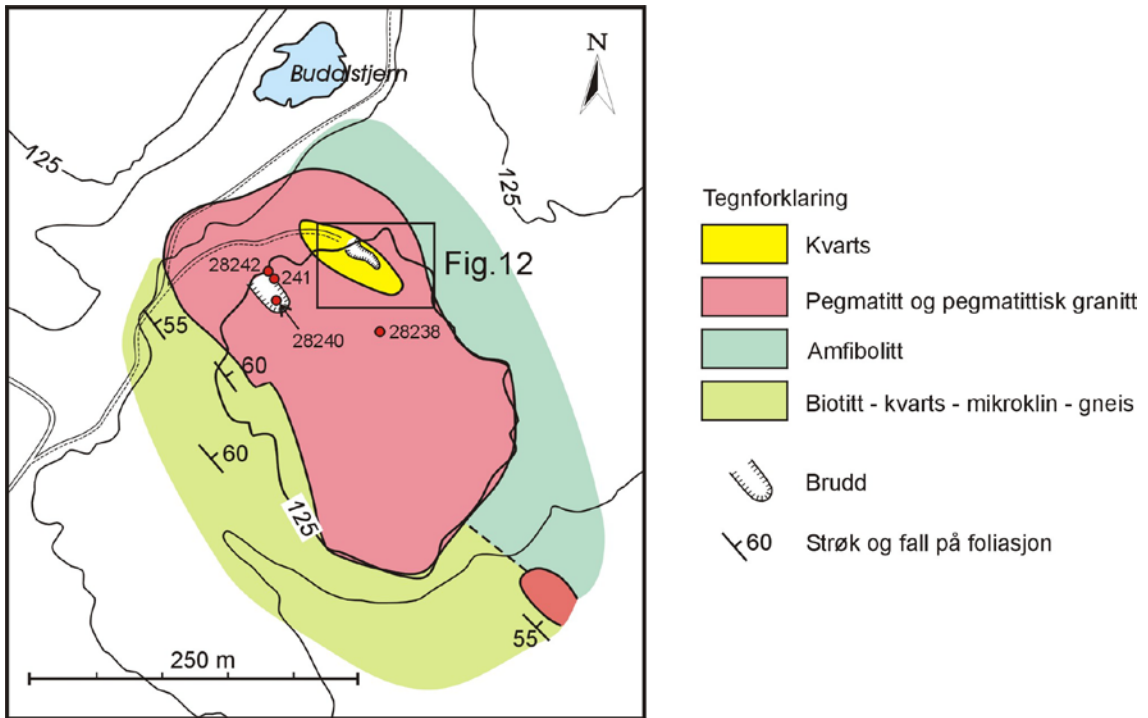 Budalstjern
N
125
125
Fig.12
28242
241
28240
28238
55
60
60
125
55
250 m
Tegnforklaring
Kvarts
Pegmatitt og pegmatittisk granitt
Amfibolitt
Biotitt - kvarts - mikroklin - gneis
Brudd
60 Strøk og fall på foliasjon